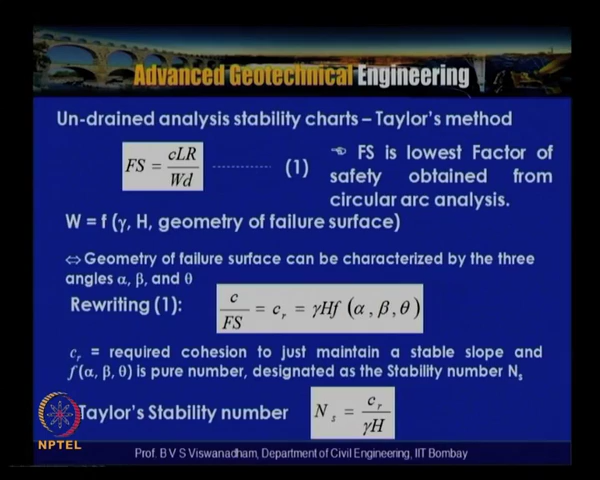 Advanced Geotechnical Engineering
Un-drained analysis stability charts – Taylor's method
FS = cLR / Wd ------------ (1)
☜ FS is lowest Factor of
safety obtained from
circular arc analysis.
W = f (γ, H, geometry of failure surface)
⇔ Geometry of failure surface can be characterized by the three
angles α, β, and θ
Rewriting (1): c / FS = c_r = γHf (α, β, θ)
c_r = required cohesion to just maintain a stable slope and
f(α, β, θ) is pure number, designated as the Stability number N_s
Taylor's Stability number N_s = c_r / γH
NPTEL
Prof. B V S Viswanadham, Department of Civil Engineering, IIT Bombay